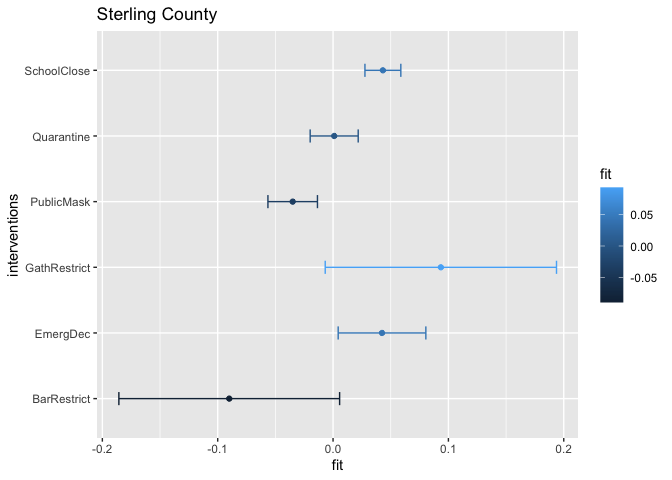 Sterling County
interventions
SchoolClose
Quarantine
PublicMask
GathRestrict
EmergDec
BarRestrict
-0.2
-0.1
0.0
0.1
0.2
fit
fit
0.05
0.00
-0.05